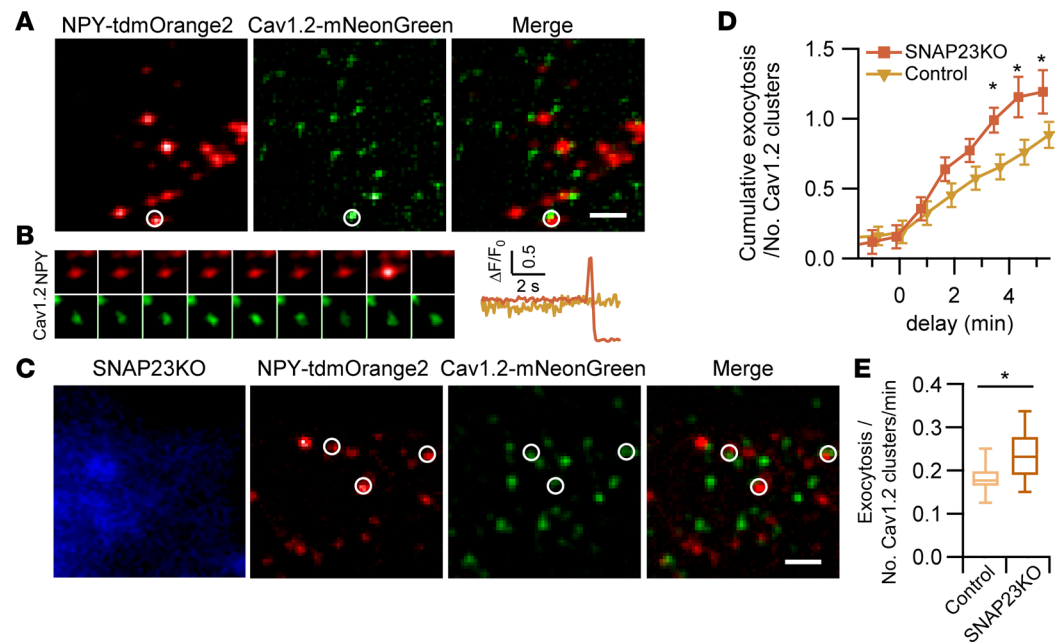 A
NPY-tdmOrange2 Cav1.2-mNeonGreen Merge
B
Cav1.2 NPY
ΔF/F0
0.5
2 s
C
SNAP23KO NPY-tdmOrange2 Cav1.2-mNeonGreen Merge
D
Cumulative exocytosis
/No. Cav1.2 clusters
1.5
1.0
0.5
0.0
SNAP23KO
Control
* * *
0 2 4
delay (min)
E
Exocytosis /
No. Cav1.2 clusters/min
0.4
0.3
0.2
0.1
0.0
*
Control
SNAP23KO